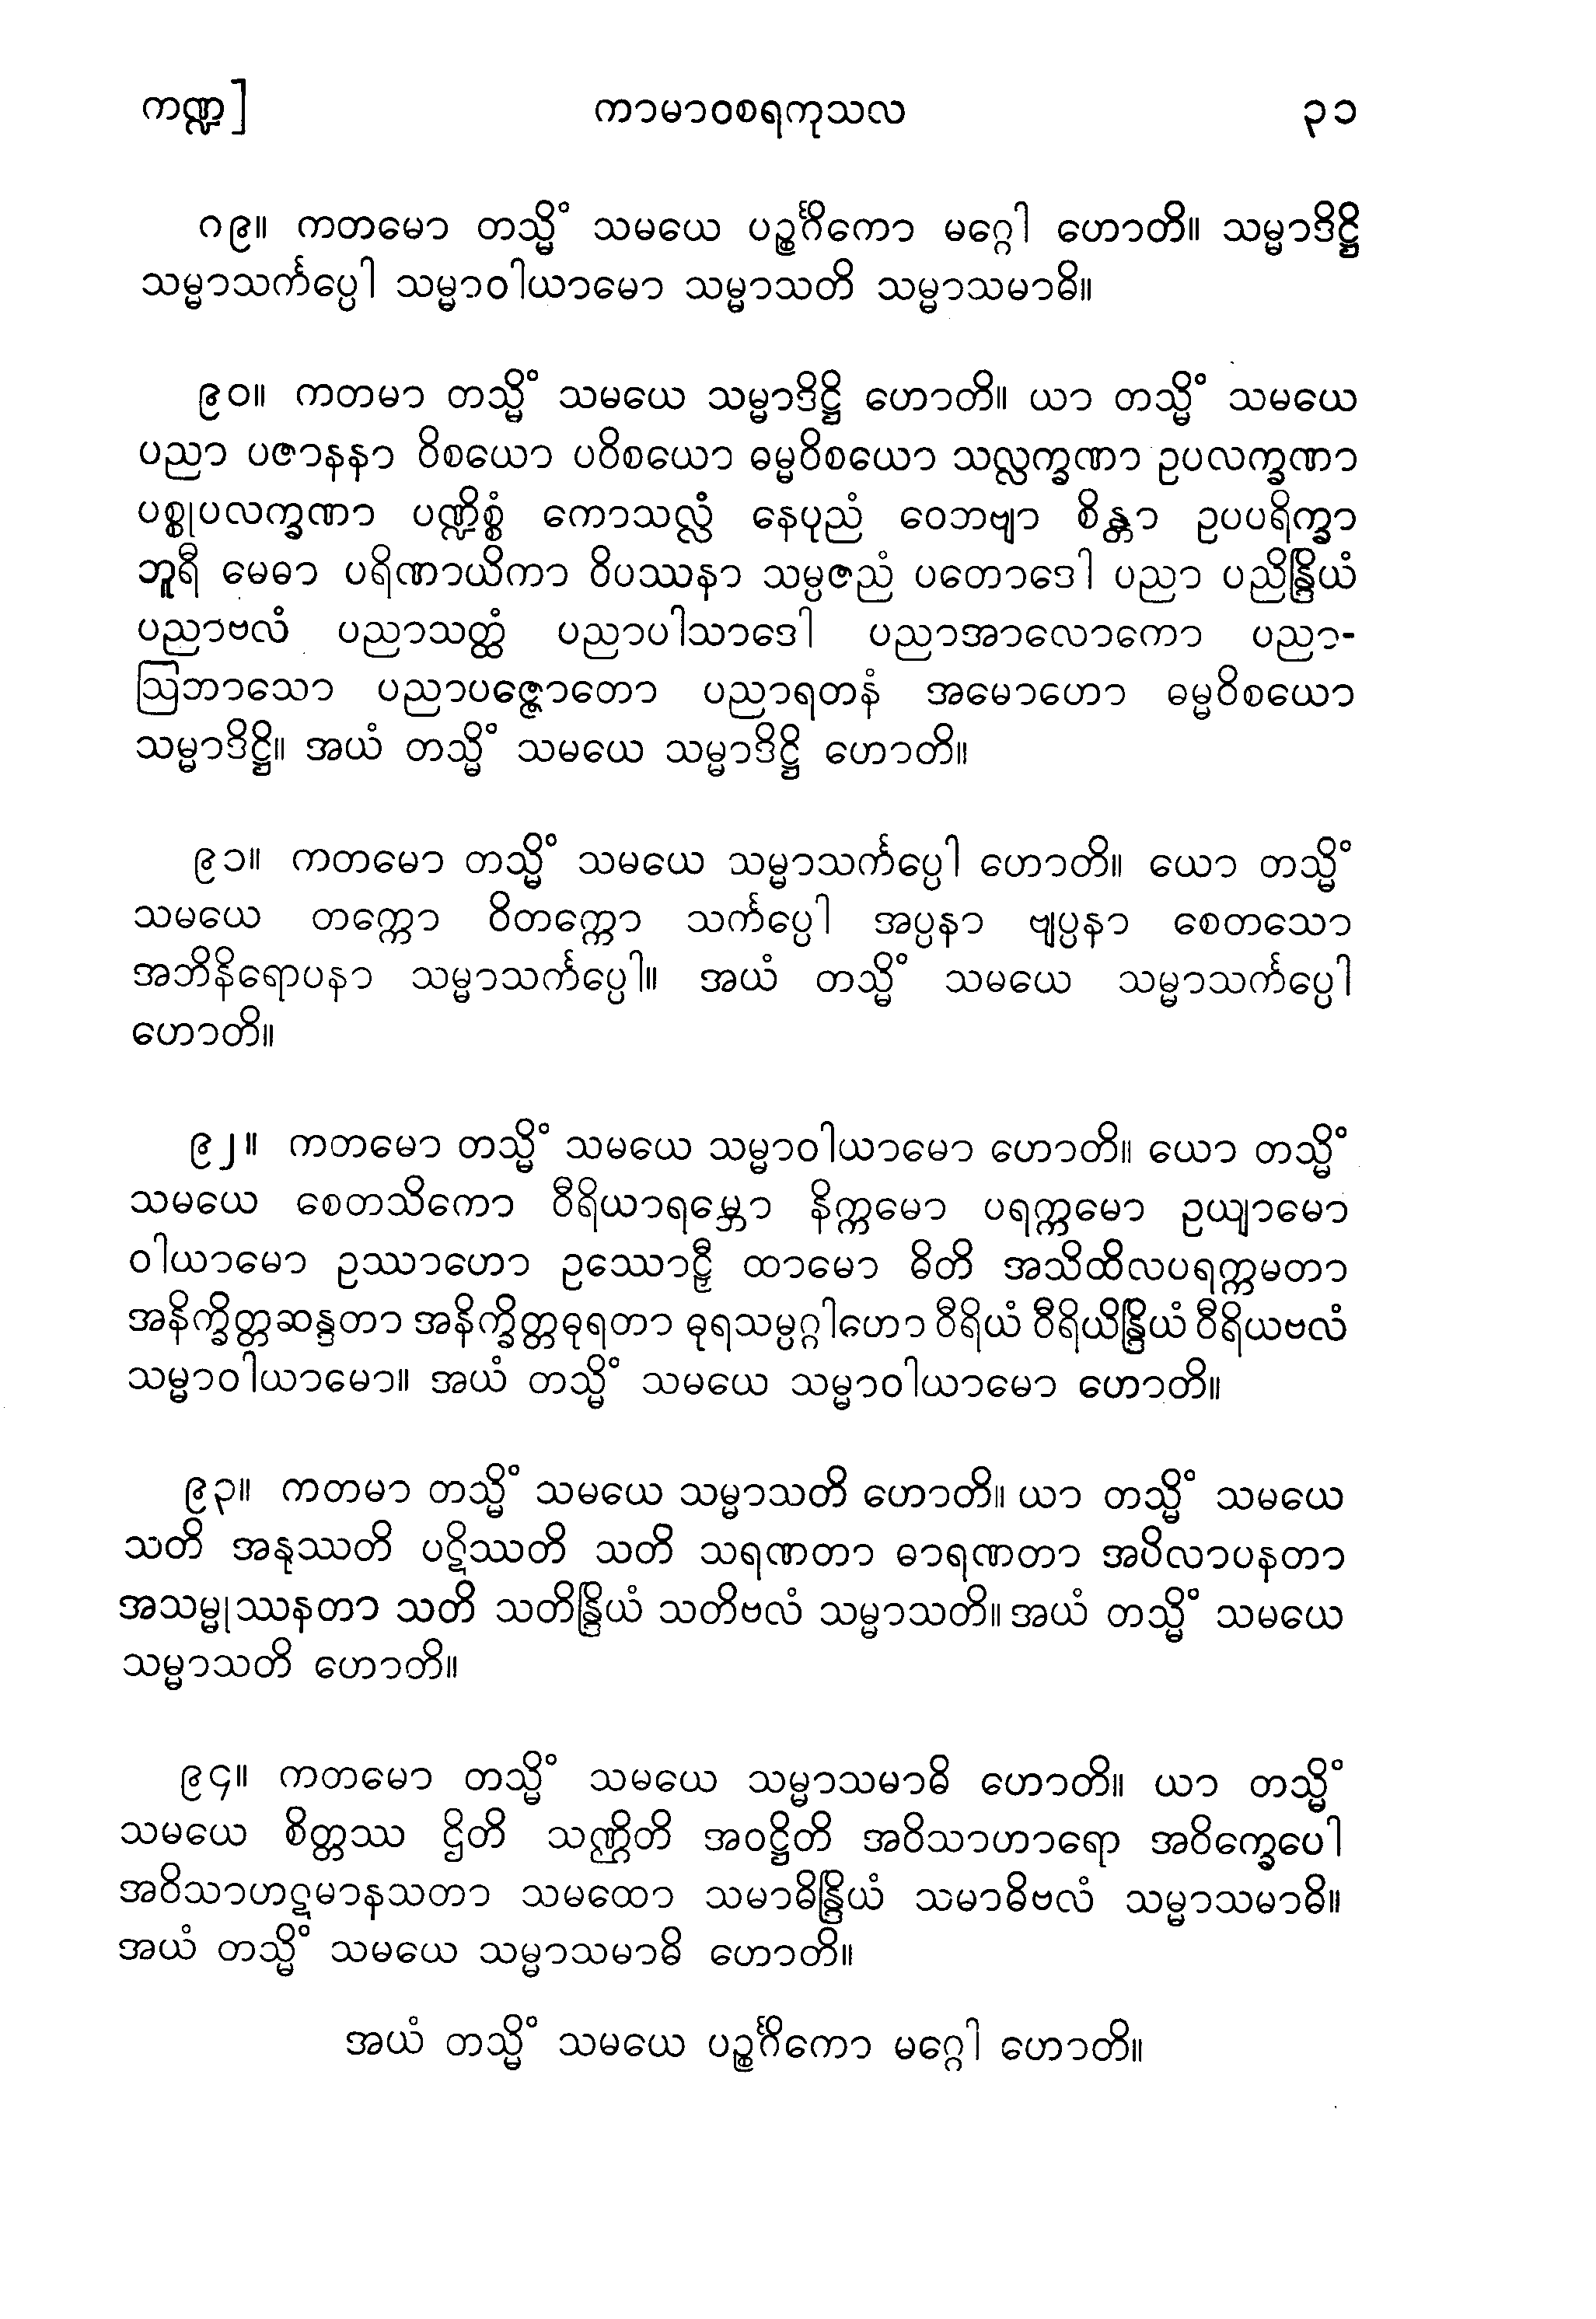 ကဏ္ဍ] ကာမာဝစရကုသလ ၃၁
၈၉။ ကတမော တသ္မိံ သမယေ ပဉ္စင်္ဂိကော မဂ္ဂေါ ဟောတိ။ သမ္မာဒိဋ္ဌိ
သမ္မာသင်္ကပ္ပေါ သမ္မာဝါယာမော သမ္မာသတိ သမ္မာသမာဓိ။
၉၀။ ကတမာ တသ္မိံ သမယေ သမ္မာဒိဋ္ဌိ ဟောတိ။ ယာ တသ္မိံ သမယေ
ပညာ ပဇာနနာ ဝိစယော ပဝိစယော ဓမ္မဝိစယော သလ္လက္ခဏာ ဥပလက္ခဏာ
ပစ္စုပလက္ခဏာ ပဏ္ဍိစ္စံ ကောသလ္လံ နေပုညံ ဝေဘဗျာ စိန္တာ ဥပပရိက္ခာ
ဘူရီ မေဓာ ပရိဏာယိကာ ဝိပဿနာ သမ္ပဇညံ ပတောဒေါ ပညာ ပညိန္ဒြိယံ
ပညာဗလံ ပညာသတ္ထံ ပညာပါသာဒေါ ပညာအာလောကော ပညာ-
ဩဘာသော ပညာပဇ္ဇောတော ပညာရတနံ အမောဟော ဓမ္မဝိစယော
သမ္မာဒိဋ္ဌိ။ အယံ တသ္မိံ သမယေ သမ္မာဒိဋ္ဌိ ဟောတိ။
၉၁။ ကတမော တသ္မိံ သမယေ သမ္မာသင်္ကပ္ပေါ ဟောတိ။ ယော တသ္မိံ
သမယေ တက္ကော ဝိတက္ကော သင်္ကပ္ပေါ အပ္ပနာ ဗျပ္ပနာ စေတသော
အဘိနိရောပနာ သမ္မာသင်္ကပ္ပေါ။ အယံ တသ္မိံ သမယေ သမ္မာသင်္ကပ္ပေါ
ဟောတိ။
၉၂။ ကတမော တသ္မိံ သမယေ သမ္မာဝါယာမော ဟောတိ။ ယော တသ္မိံ
သမယေ စေတသိကော ဝီရိယာရမ္ဘော နိက္ကမော ပရက္ကမော ဥယျာမော
ဝါယာမော ဥဿာဟော ဥဿောဠှီ ထာမော ဓိတိ အသိထိလပရက္ကမတာ
အနိက္ခိတ္တဆန္ဒတာ အနိက္ခိတ္တဓုရတာ ဓုရသမ္ပဂ္ဂါဟော ဝီရိယံ ဝီရိယိန္ဒြိယံ ဝီရိယဗလံ
သမ္မာဝါယာမော။ အယံ တသ္မိံ သမယေ သမ္မာဝါယာမော ဟောတိ။
၉၃။ ကတမာ တသ္မိံ သမယေ သမ္မာသတိ ဟောတိ။ ယာ တသ္မိံ သမယေ
သတိ အနုဿတိ ပဋိဿတိ သတိ သရဏတာ ဓာရဏတာ အပိလာပနတာ
အသမ္မုဿနတာ သတိ သတိန္ဒြိယံ သတိဗလံ သမ္မာသတိ။ အယံ တသ္မိံ သမယေ
သမ္မာသတိ ဟောတိ။
၉၄။ ကတမော တသ္မိံ သမယေ သမ္မာသမာဓိ ဟောတိ။ ယာ တသ္မိံ
သမယေ စိတ္တဿ ဌိတိ သဏ္ဌိတိ အဝဋ္ဌိတိ အဝိသာဟာရော အဝိက္ခေပေါ
အဝိသာဟဋမာနသတာ သမထော သမာဓိန္ဒြိယံ သမာဓိဗလံ သမ္မာသမာဓိ။
အယံ တသ္မိံ သမယေ သမ္မာသမာဓိ ဟောတိ။
အယံ တသ္မိံ သမယေ ပဉ္စင်္ဂိကော မဂ္ဂေါ ဟောတိ။